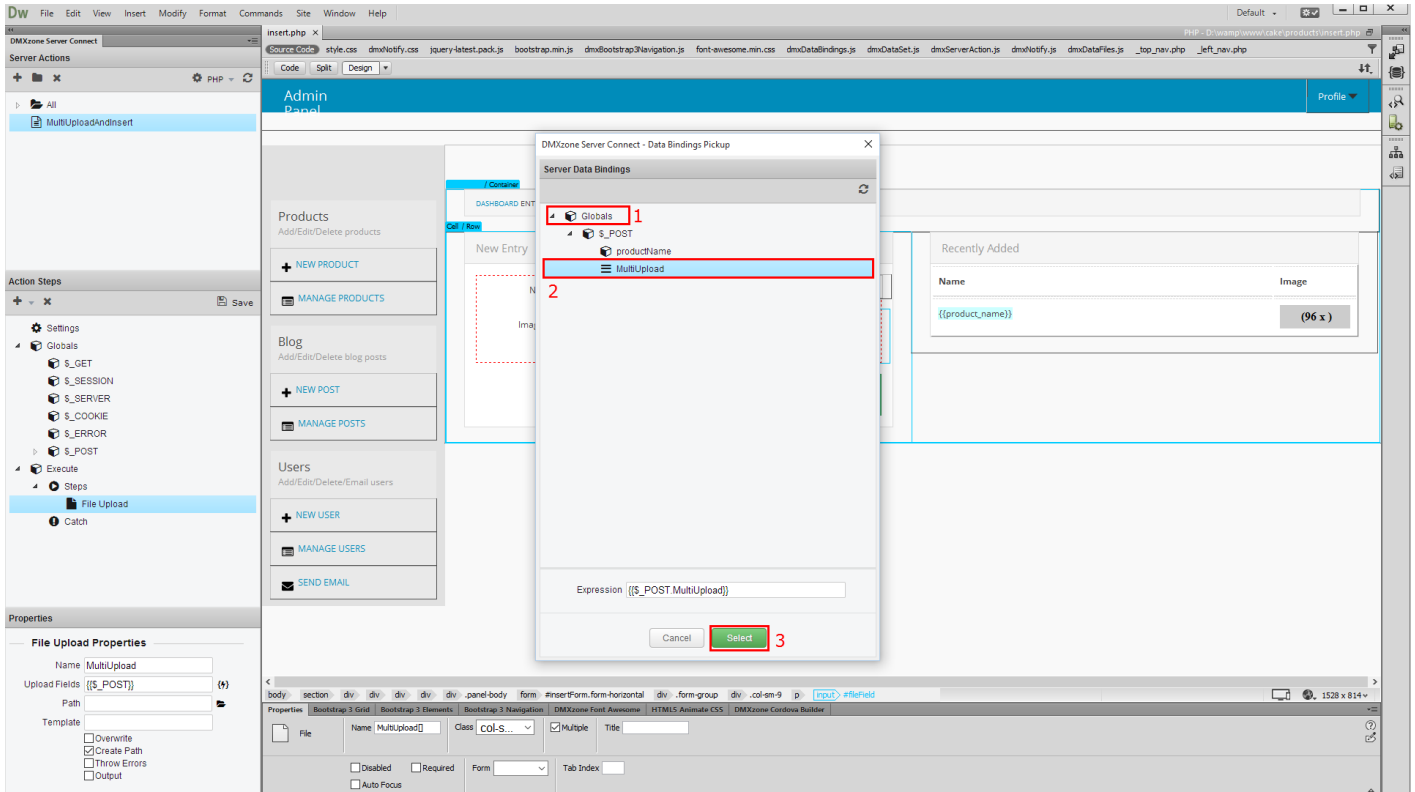 Dw File Edit View Insert Modify Format Commands Site Window Help Default
DMXzone Server Connect
Server Actions
PHP
All
MultiUploadAndInsert
Action Steps
Save
Settings
Globals
$_GET
$_SESSION
$_SERVER
$_COOKIE
$_ERROR
$_POST
Execute
Steps
File Upload
Catch
Properties
File Upload Properties
Name MultiUpload
Upload Fields {{$_POST}}
Path
Template
Overwrite
Create Path
Throw Errors
Output
insert.php × PHP - D:\wamp\www\cake\products\insert.php
Source Code style.css dmxNotify.css jquery-latest.pack.js bootstrap.min.js dmxBootstrap3Navigation.js font-awesome.min.css dmxDataBindings.js dmxDataSet.js dmxServerAction.js dmxNotify.js dmxDataFiles.js _top_nav.php _left_nav.php
Code Split Design
Admin
Panel
Profile
Products
Add/Edit/Delete products
NEW PRODUCT
MANAGE PRODUCTS
Blog
Add/Edit/Delete blog posts
NEW POST
MANAGE POSTS
Users
Add/Edit/Delete/Email users
NEW USER
MANAGE USERS
SEND EMAIL
/ Container
DASHBOARD ENT
Cell / Row
New Entry
N
Imag
DMXzone Server Connect - Data Bindings Pickup
Server Data Bindings
Globals 1
$_POST
productName
MultiUpload
2
Expression {{$_POST.MultiUpload}}
Cancel Select 3
Recently Added
Name Image
{{product_name}} (96 x )
body section div div div div div .panel-body form #insertForm.form-horizontal div .form-group div .col-sm-9 p input #fileField 1528 x 814
Properties Bootstrap 3 Grid Bootstrap 3 Elements Bootstrap 3 Navigation DMXzone Font Awesome HTML5 Animate CSS DMXzone Cordova Builder
File Name MultiUpload[] Class col-s... Multiple Title
Disabled Required Form Tab Index
Auto Focus